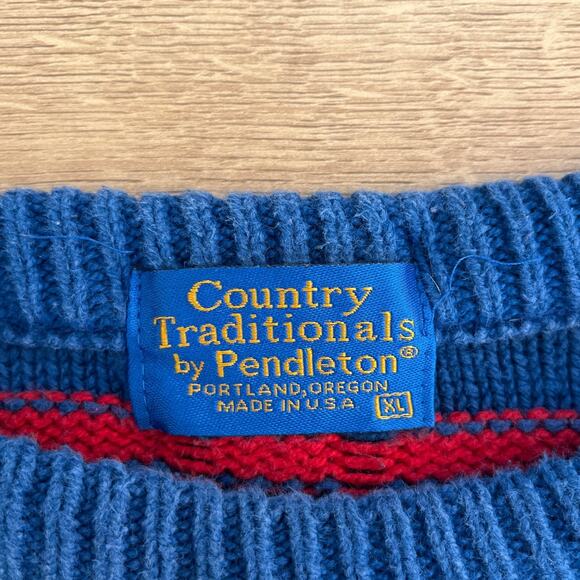 Country
Traditionals
by Pendleton®
PORTLAND, OREGON
MADE IN U.S.A. XL